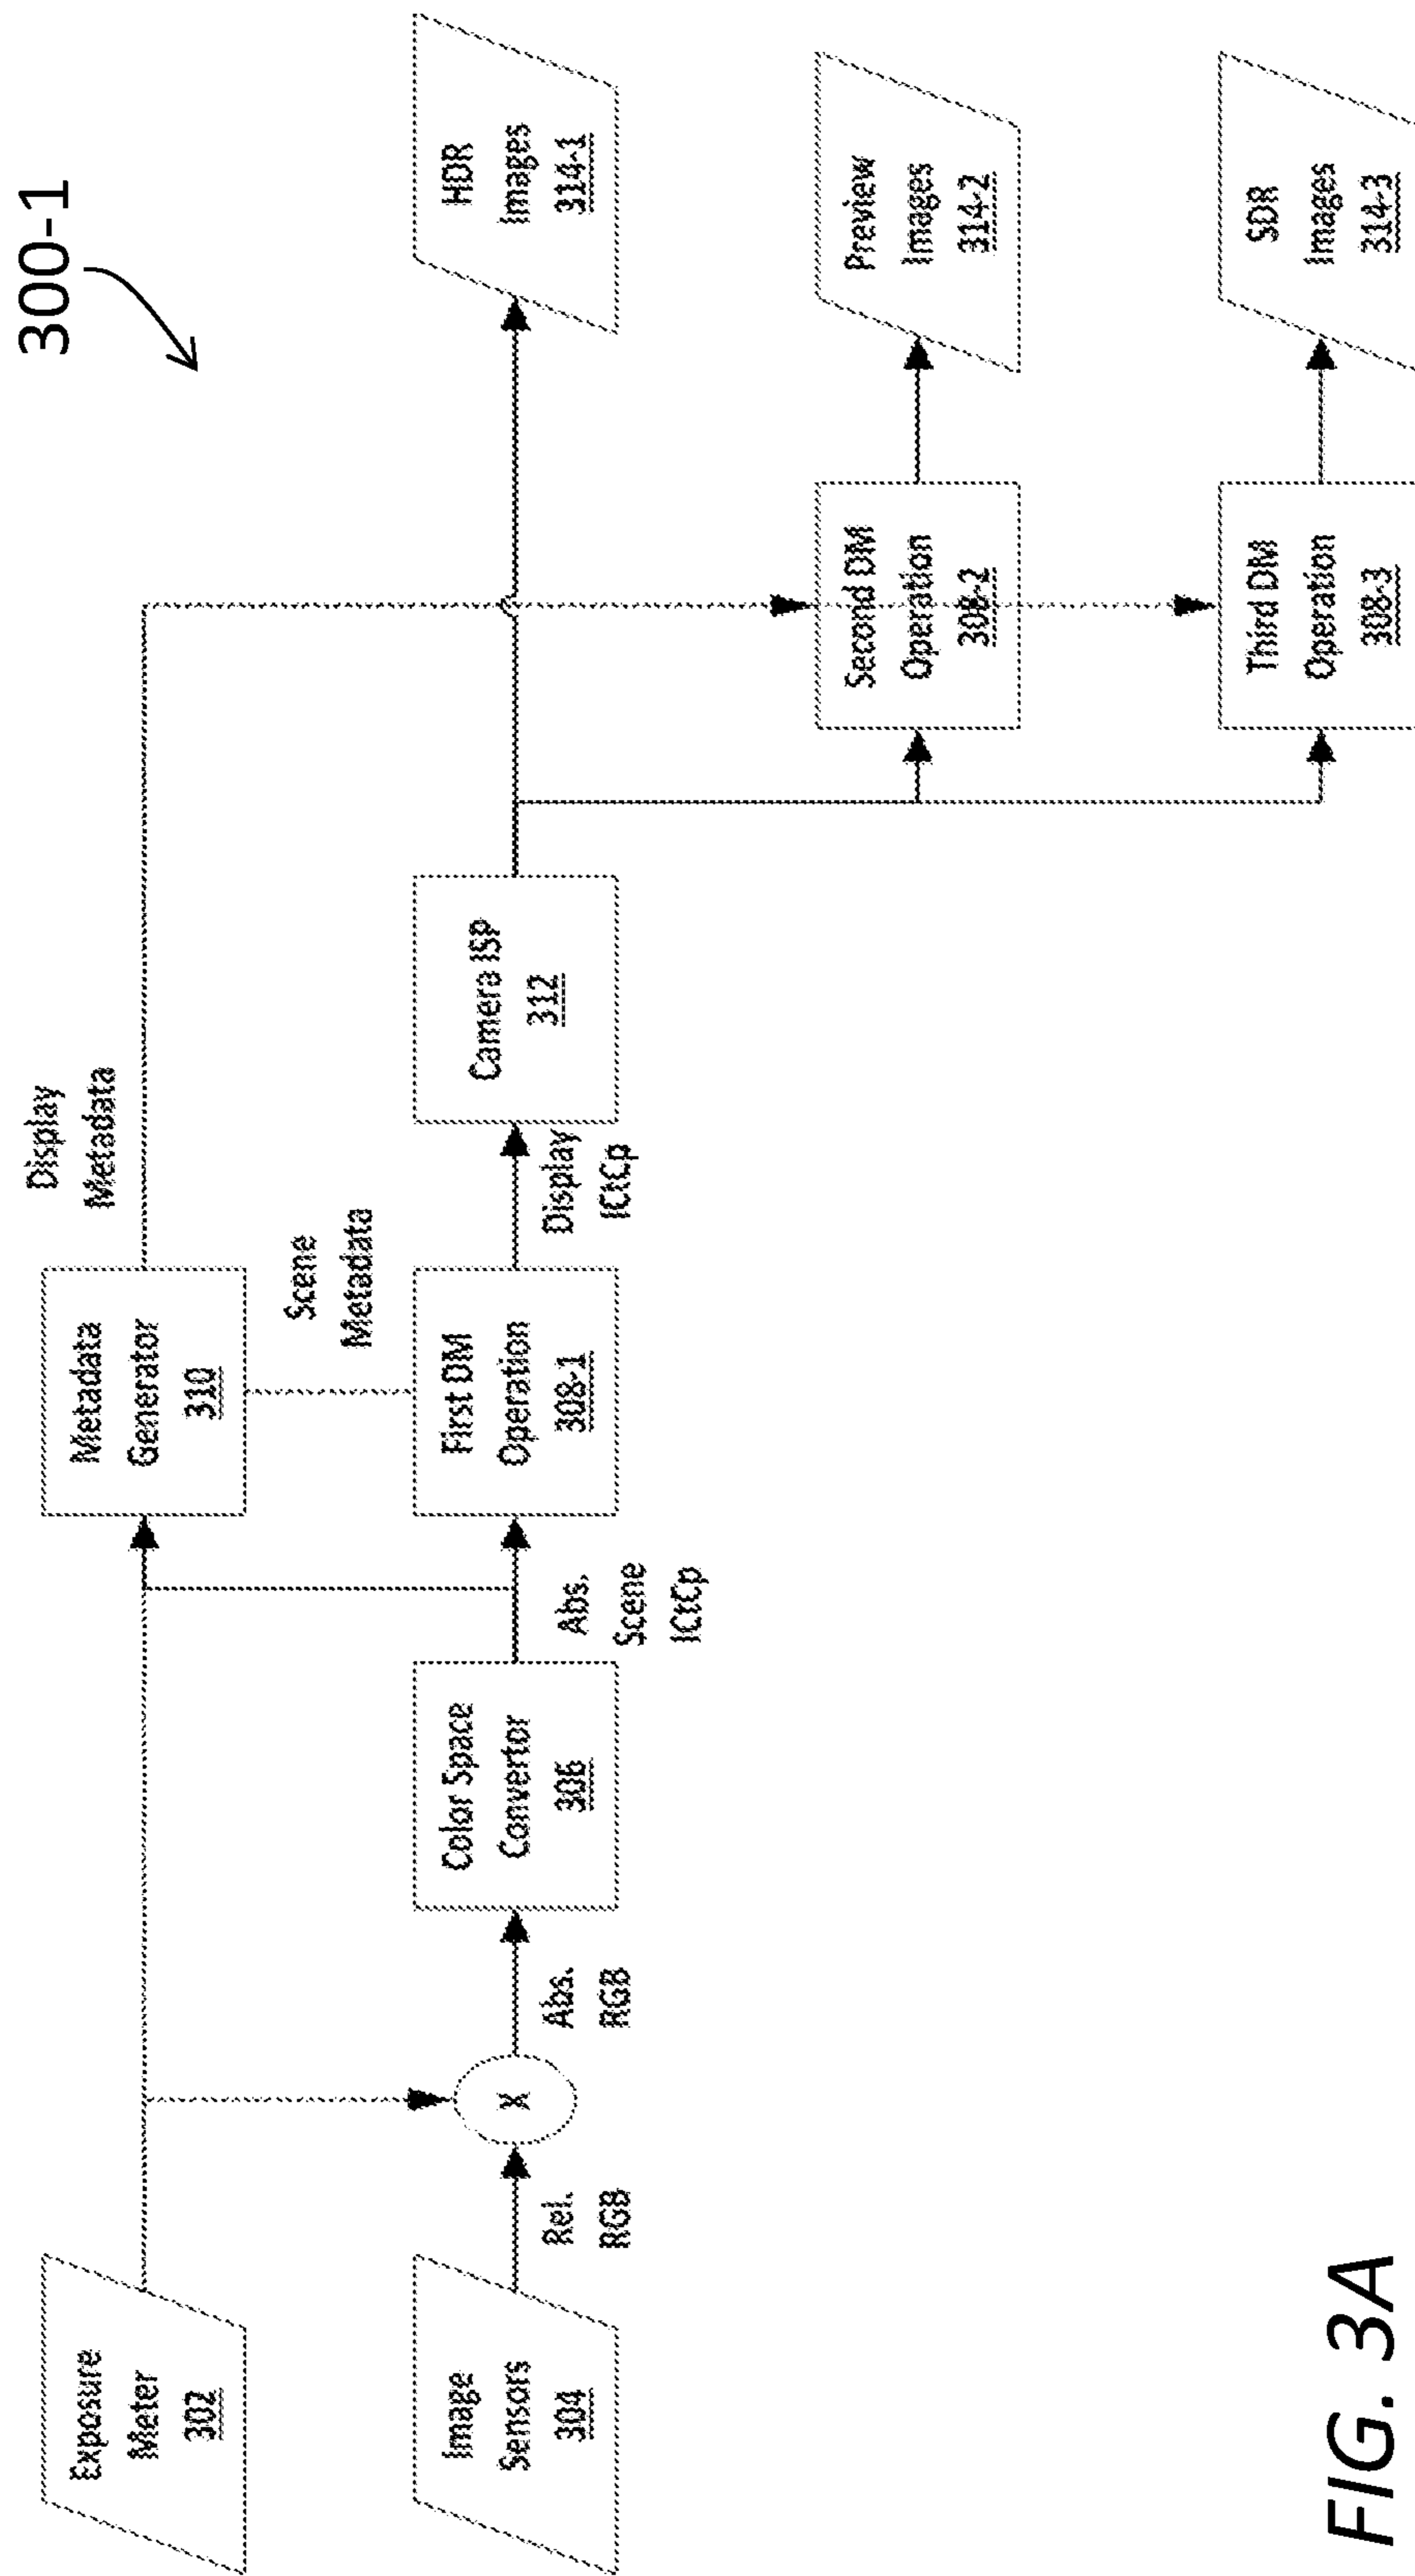 300-1
Exposure
Meter
302
Metadata
Generator
310
Display
Metadata
Scene
Metadata
Image
Sensors
304
Rel.
RGB
X
Abs.
RGB
Color Space
Convertor
306
Abs.
Scene
ICtCp
First DM
Operation
308-1
Display
ICtCp
Camera ISP
312
HDR
Images
314-1
Second DM
Operation
308-2
Preview
Images
314-2
Third DM
Operation
308-3
SDR
Images
314-3
FIG. 3A